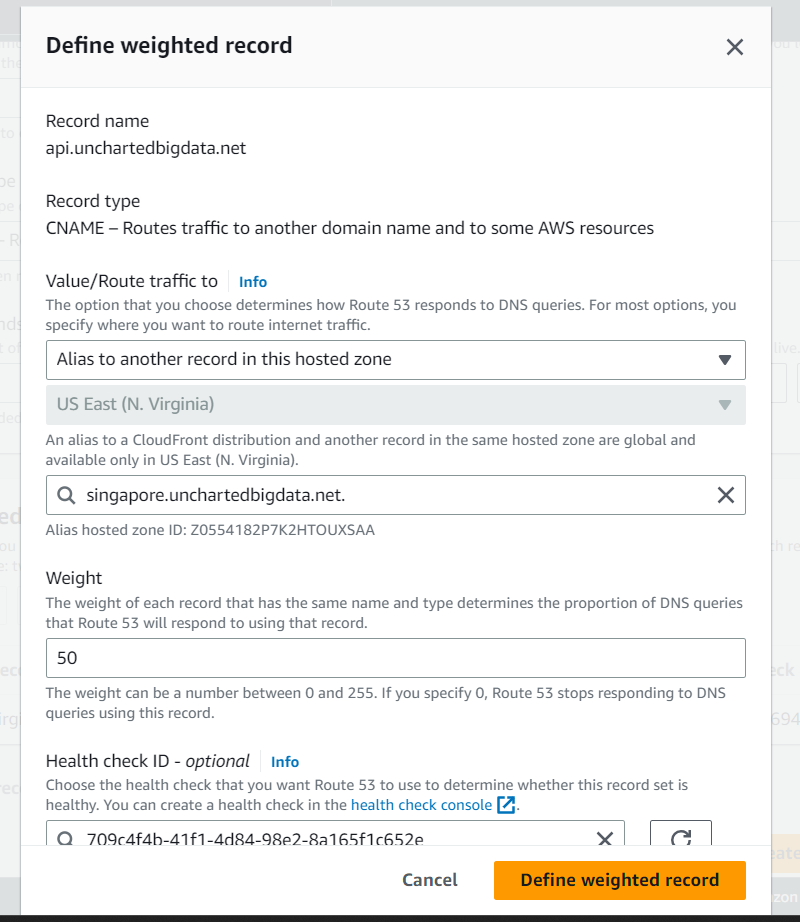 Define weighted record
Record name
api.unchartedbigdata.net
Record type
CNAME – Routes traffic to another domain name and to some AWS resources
Value/Route traffic to Info
The option that you choose determines how Route 53 responds to DNS queries. For most options, you
specify where you want to route internet traffic.
Alias to another record in this hosted zone
US East (N. Virginia)
An alias to a CloudFront distribution and another record in the same hosted zone are global and
available only in US East (N. Virginia).
singapore.unchartedbigdata.net.
Alias hosted zone ID: Z0554182P7K2HTOUXSAA
Weight
The weight of each record that has the same name and type determines the proportion of DNS queries
that Route 53 will respond to using that record.
50
The weight can be a number between 0 and 255. If you specify 0, Route 53 stops responding to DNS
queries using this record.
Health check ID - optional Info
Choose the health check that you want Route 53 to use to determine whether this record set is
healthy. You can create a health check in the health check console.
709c4f4b-41f1-4d84-98e2-8a165f1c652e
Cancel Define weighted record